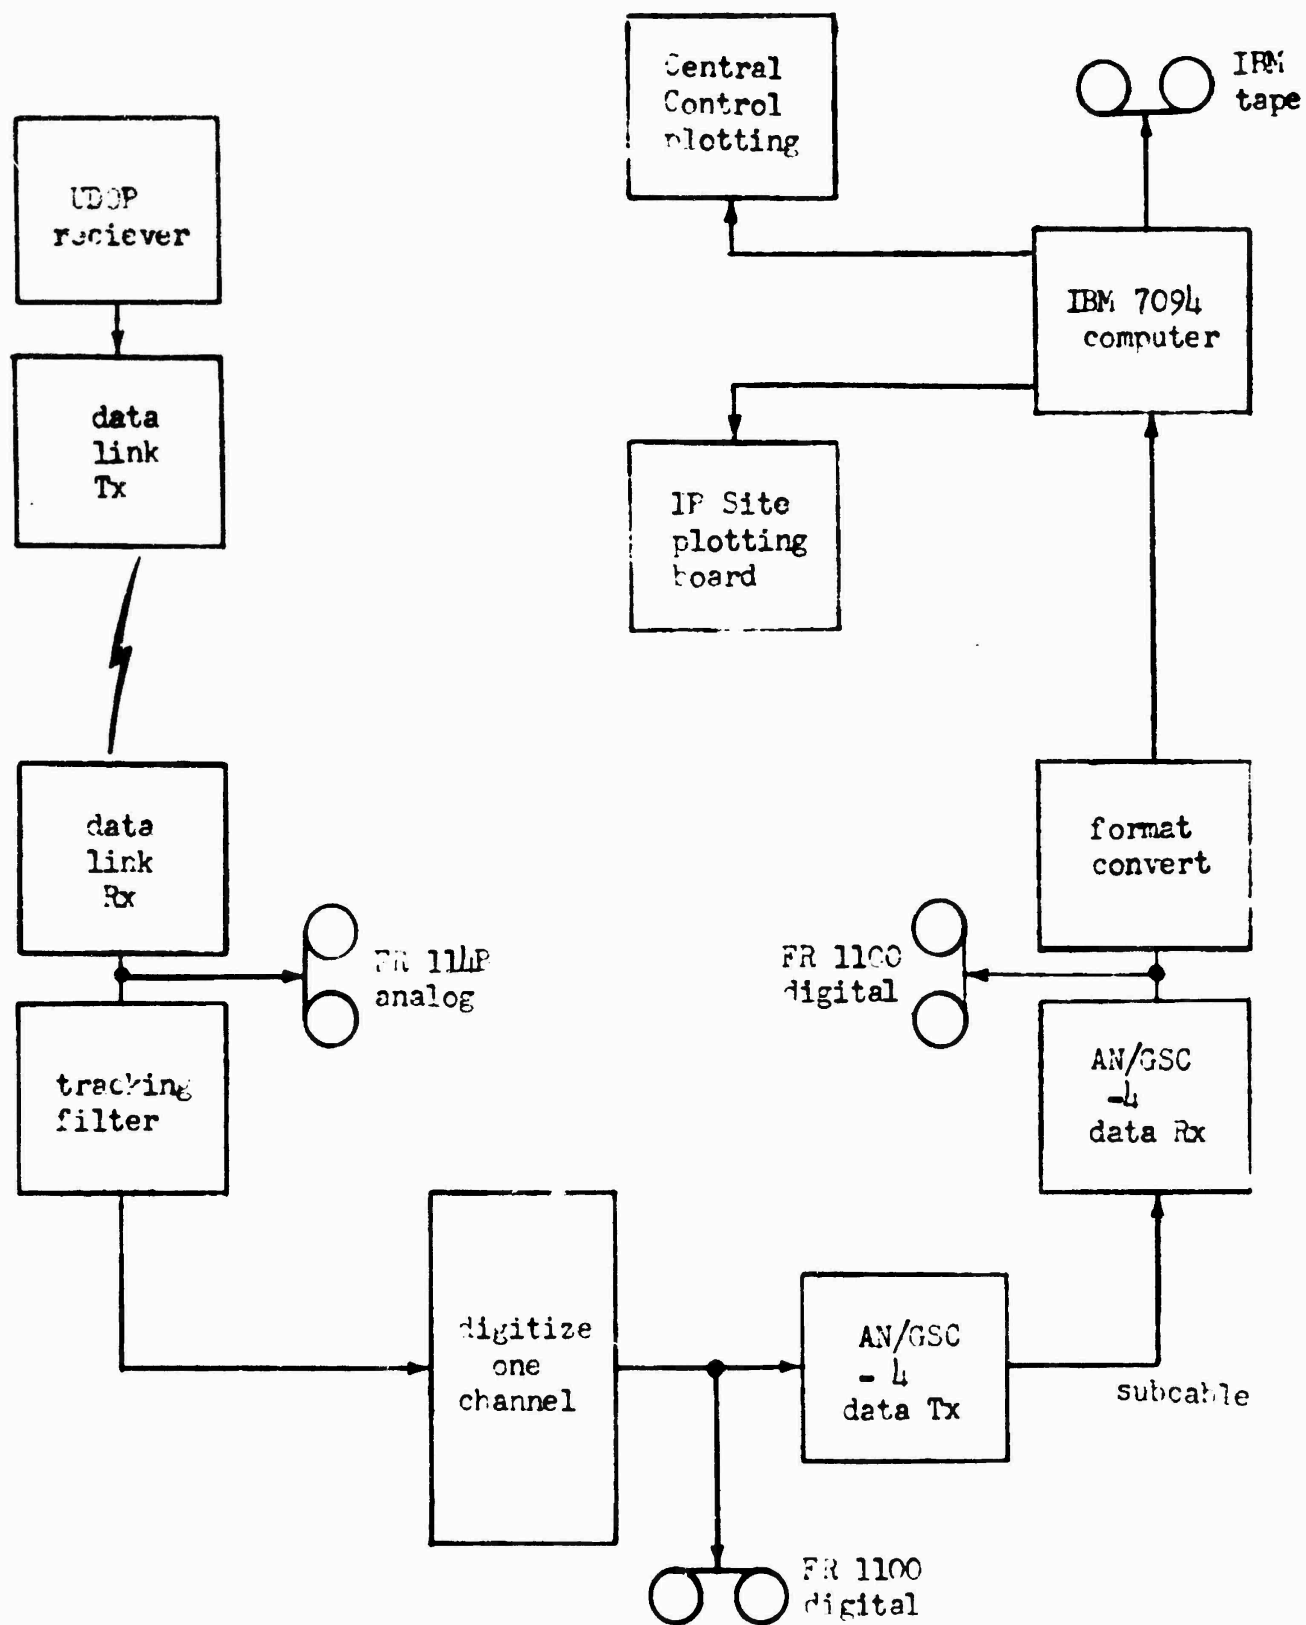 UDOP
reciever
data
link
Tx
data
link
Rx
FR 114B
analog
tracking
filter
digitize
one
channel
FR 1100
digital
AN/GSC
- 4
data Tx
subcable
AN/GSC
-4
data Rx
FR 1100
digital
format
convert
IBM 7094
computer
IBM
tape
Central
Control
plotting
IP Site
plotting
board